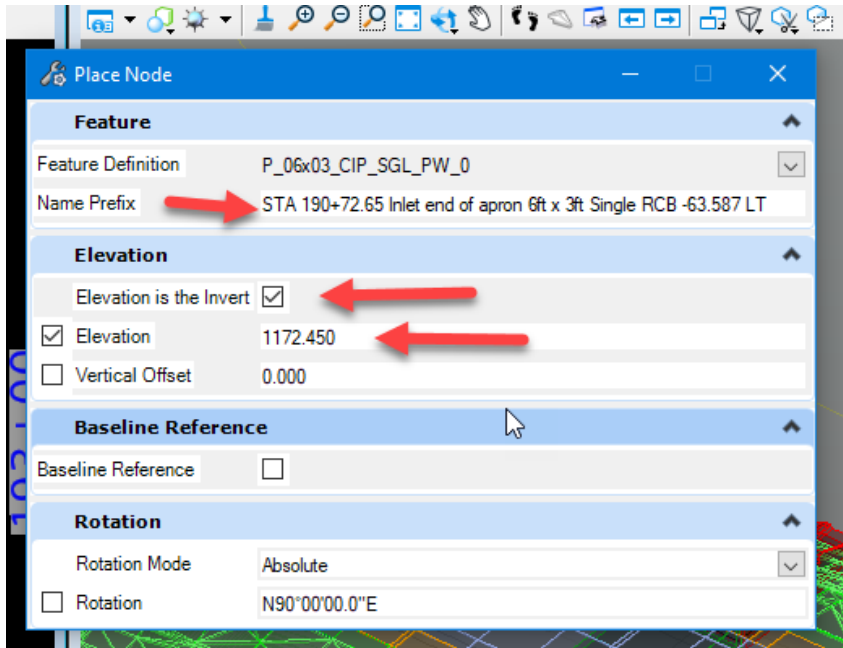 Place Node
Feature
Feature Definition P_06x03_CIP_SGL_PW_0
Name Prefix STA 190+72.65 Inlet end of apron 6ft x 3ft Single RCB -63.587 LT
Elevation
Elevation is the Invert
Elevation 1172.450
Vertical Offset 0.000
Baseline Reference
Baseline Reference
Rotation
Rotation Mode Absolute
Rotation N90°00'00.0"E